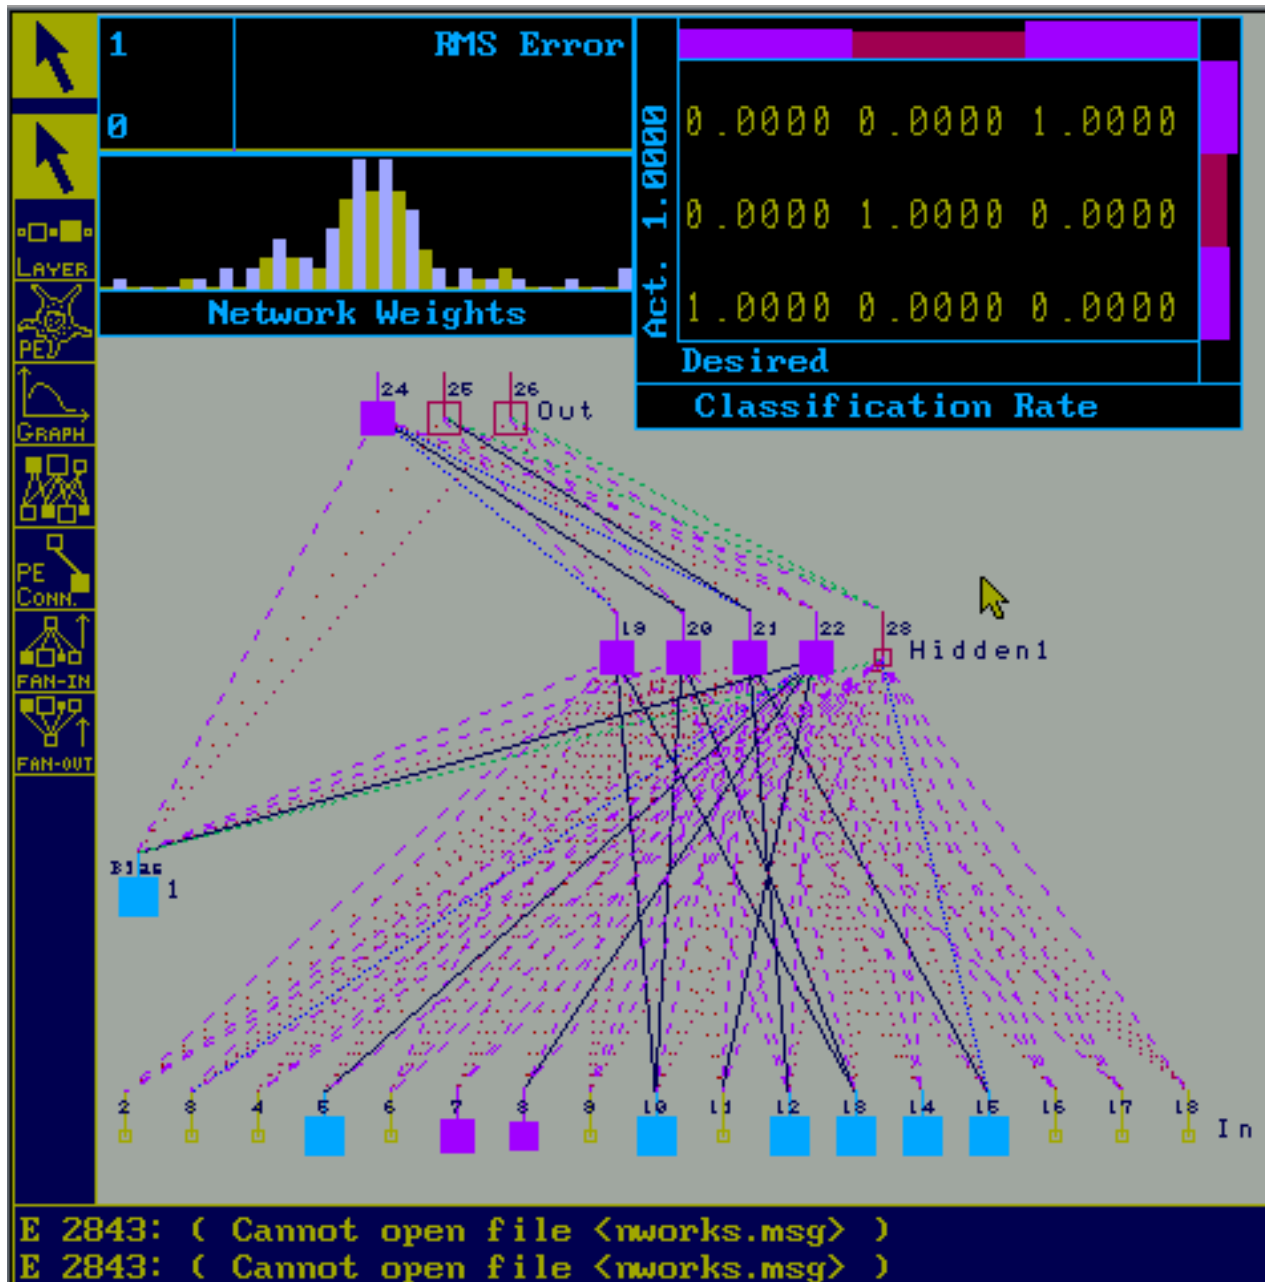 1 RMS Error
0
Network Weights
Act. 1.0000
0.0000 0.0000 1.0000
0.0000 1.0000 0.0000
1.0000 0.0000 0.0000
Desired
Classification Rate
LAYER
PE
GRAPH
PE
CONN.
FAN-IN
FAN-OUT
24 25 26
Out
19 20 21 22 23
Hidden1
Bias
1
2 3 4 5 6 7 8 9 10 11 12 13 14 15 16 17 18
In
E 2843: ( Cannot open file <nworks.msg> )
E 2843: ( Cannot open file <nworks.msg> )